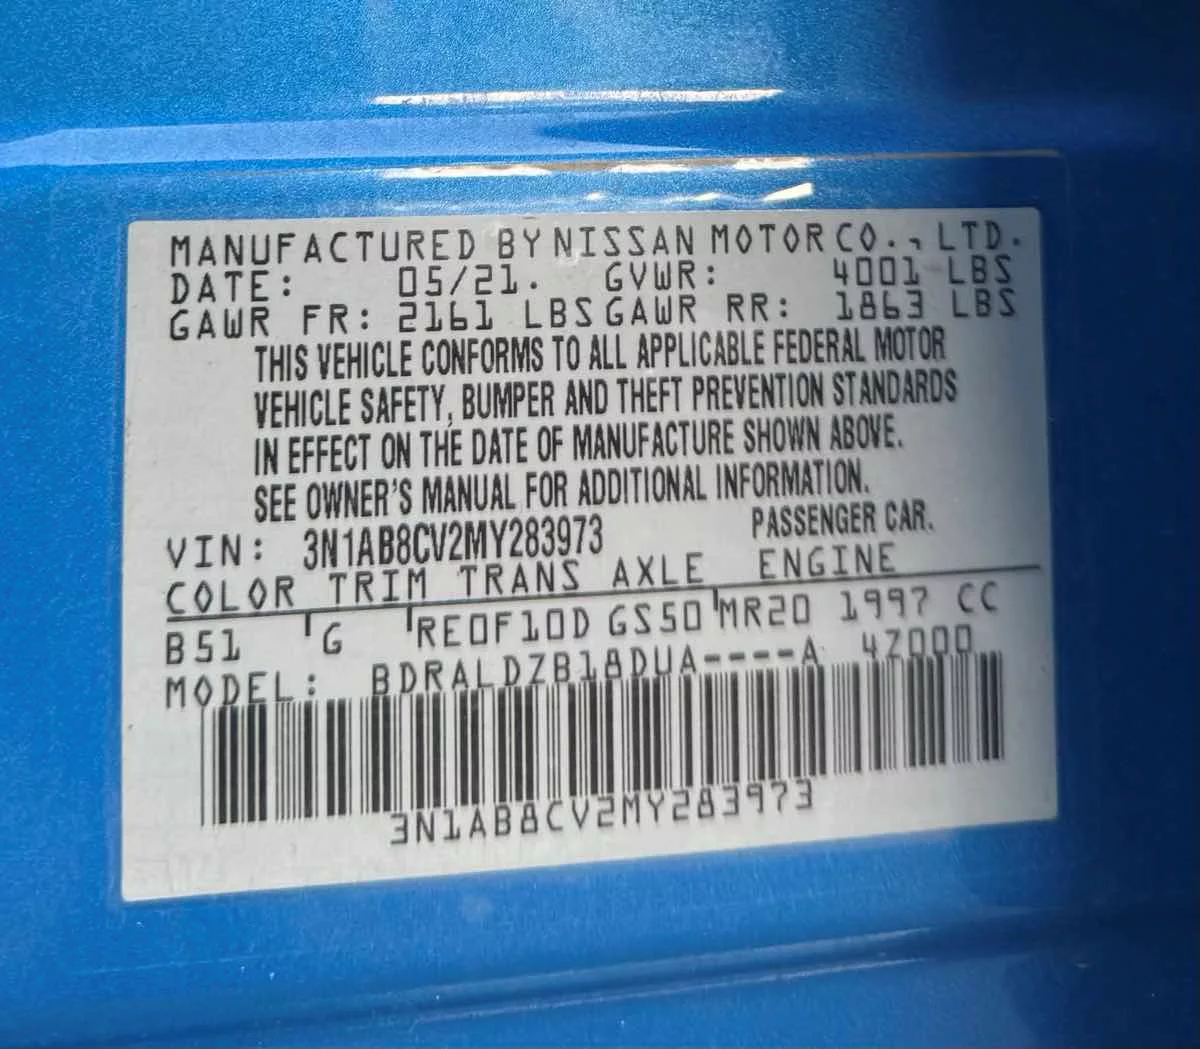 MANUFACTURED BY NISSAN MOTOR CO., LTD.
DATE: 05/21. GVWR: 4001 LBS
GAWR FR: 2161 LBS GAWR RR: 1863 LBS
THIS VEHICLE CONFORMS TO ALL APPLICABLE FEDERAL MOTOR
VEHICLE SAFETY, BUMPER AND THEFT PREVENTION STANDARDS
IN EFFECT ON THE DATE OF MANUFACTURE SHOWN ABOVE.
SEE OWNER'S MANUAL FOR ADDITIONAL INFORMATION.
VIN: 3N1AB8CV2MY283973 PASSENGER CAR.
COLOR TRIM TRANS AXLE ENGINE
B51 G RE0F10D GS50 MR20 1997 CC
MODEL: BDRALDZB18DUA----A 4Z000
3N1AB8CV2MY283973